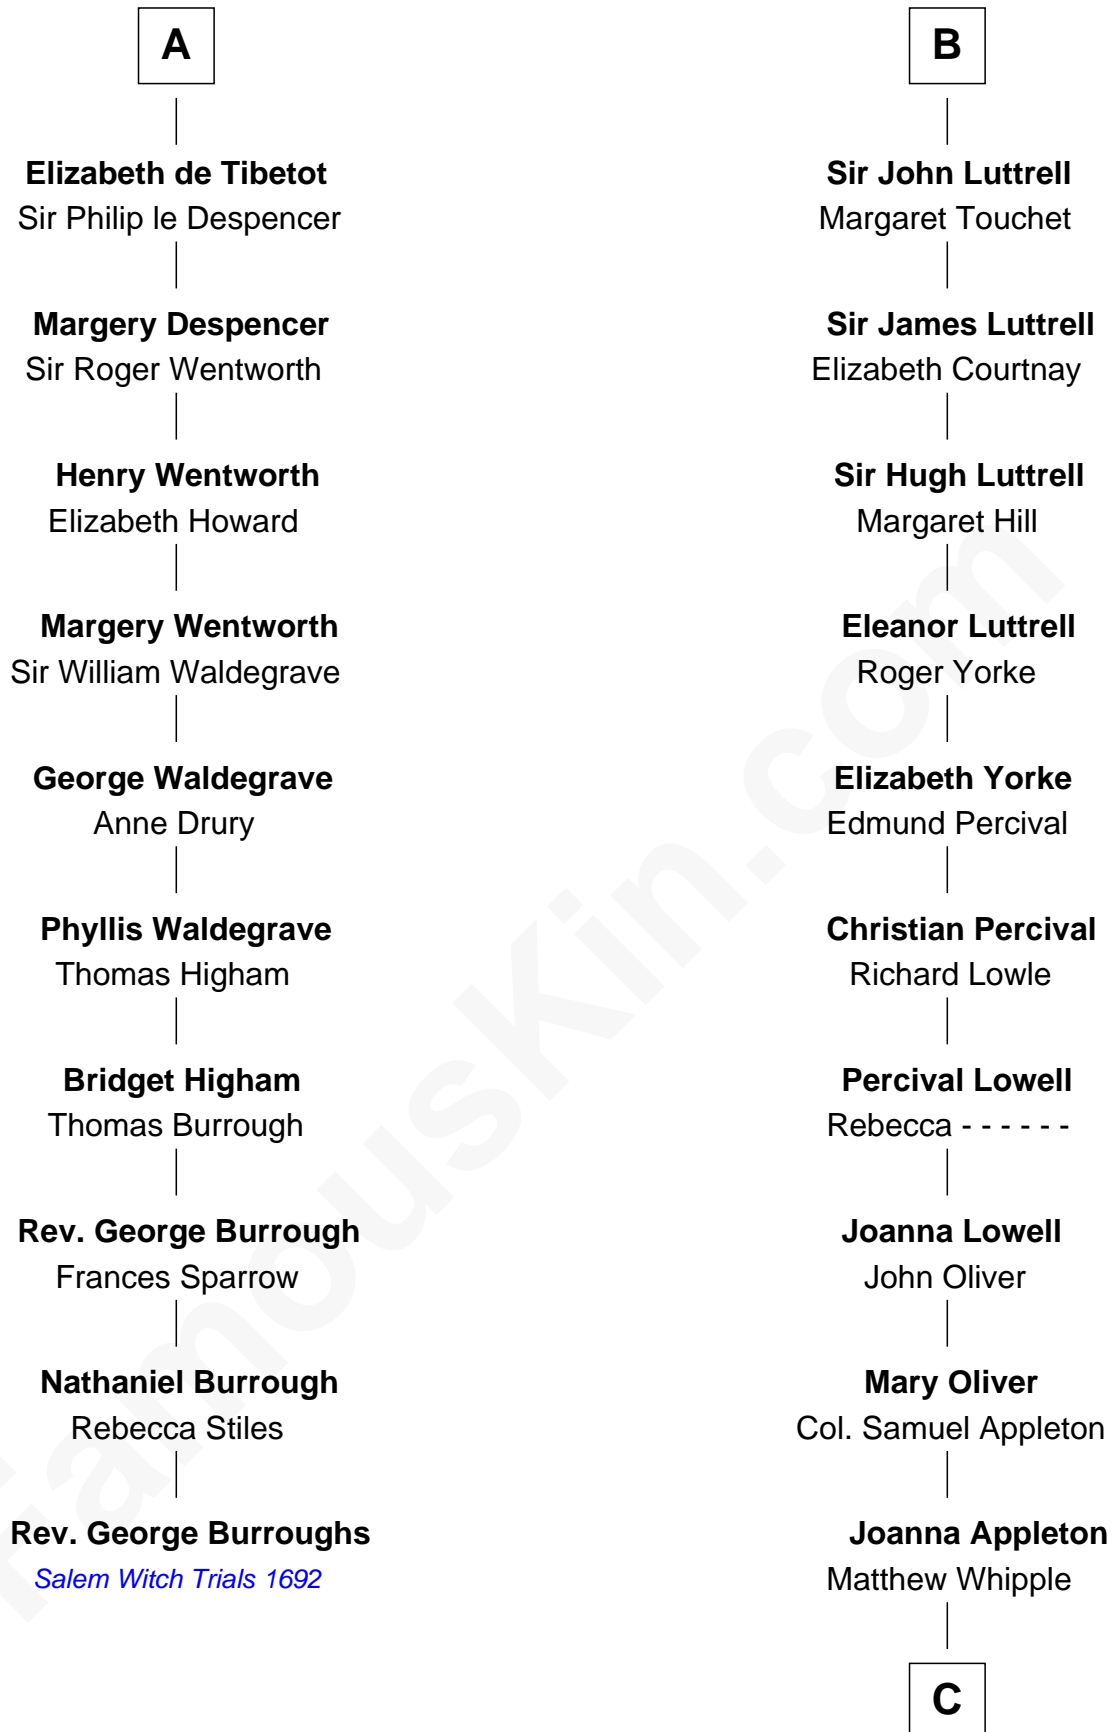 A
Elizabeth de Tibetot
Sir Philip le Despencer
Margery Despencer
Sir Roger Wentworth
Henry Wentworth
Elizabeth Howard
Margery Wentworth
Sir William Waldegrave
George Waldegrave
Anne Drury
Phyllis Waldegrave
Thomas Higham
Bridget Higham
Thomas Burrough
Rev. George Burrough
Frances Sparrow
Nathaniel Burrough
Rebecca Stiles
Rev. George Burroughs
Salem Witch Trials 1692
B
Sir John Luttrell
Margaret Touchet
Sir James Luttrell
Elizabeth Courtnay
Sir Hugh Luttrell
Margaret Hill
Eleanor Luttrell
Roger Yorke
Elizabeth Yorke
Edmund Percival
Christian Percival
Richard Lowle
Percival Lowell
Rebecca - - - - - -
Joanna Lowell
John Oliver
Mary Oliver
Col. Samuel Appleton
Joanna Appleton
Matthew Whipple
C
famouskin.com